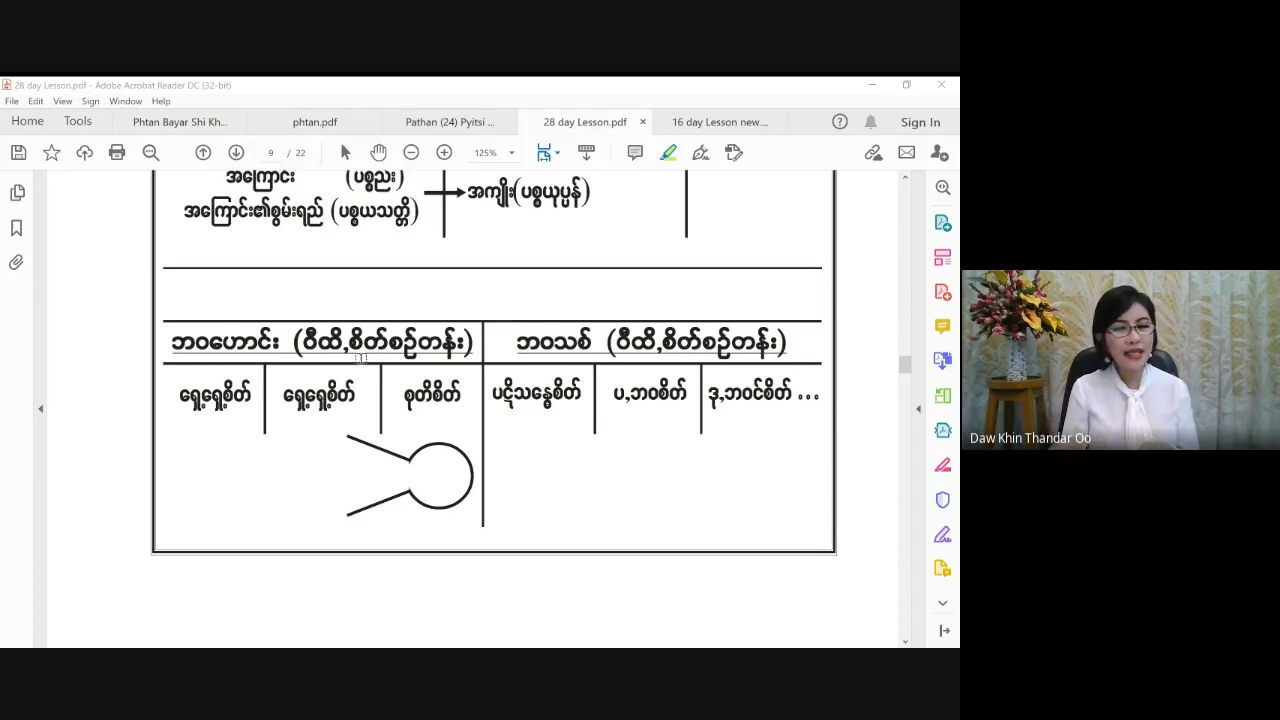 28 day Lesson.pdf - Adobe Acrobat Reader DC (32-bit)
File Edit View Sign Window Help
Home Tools Phtan Bayar Shi Kh... phtan.pdf Pathan (24) Pyitsi ... 28 day Lesson.pdf × 16 day Lesson new.... Sign In
9 / 22 125%
အကြောင်း (ပစ္စည်း)
အကြောင်း၏စွမ်းရည် (ပစ္စယသတ္တိ) အကျိုး(ပစ္စယုပ္ပန်)
ဘဝဟောင်း (ဝီထိ,စိတ်စဉ်တန်း) ဘဝသစ် (ဝီထိ,စိတ်စဉ်တန်း)
ရှေ့ရှေ့စိတ် ရှေ့ရှေ့စိတ် စုတိစိတ် ပဋိသန္ဓေစိတ် ပ,ဘဝစိတ် ဒု,ဘဝင်စိတ် ...
Daw Khin Thandar Oo